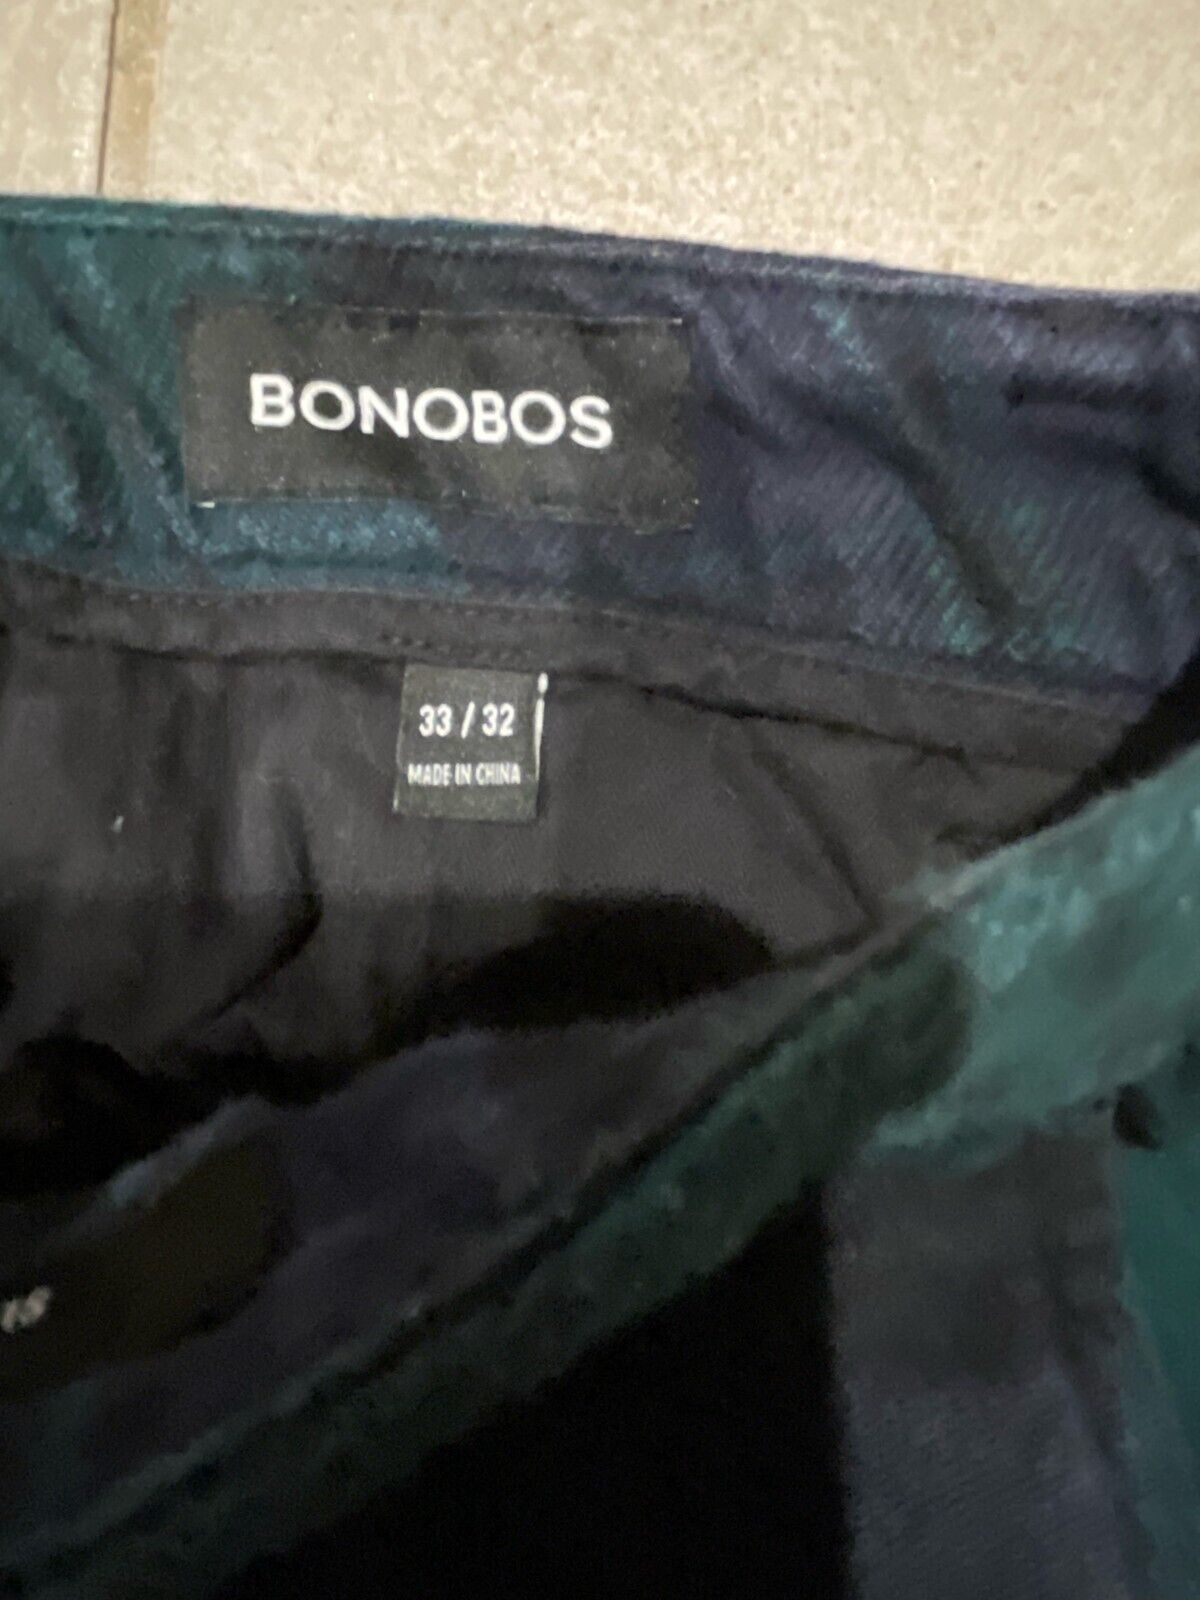 BONOBOS
33 / 32
MADE IN CHINA